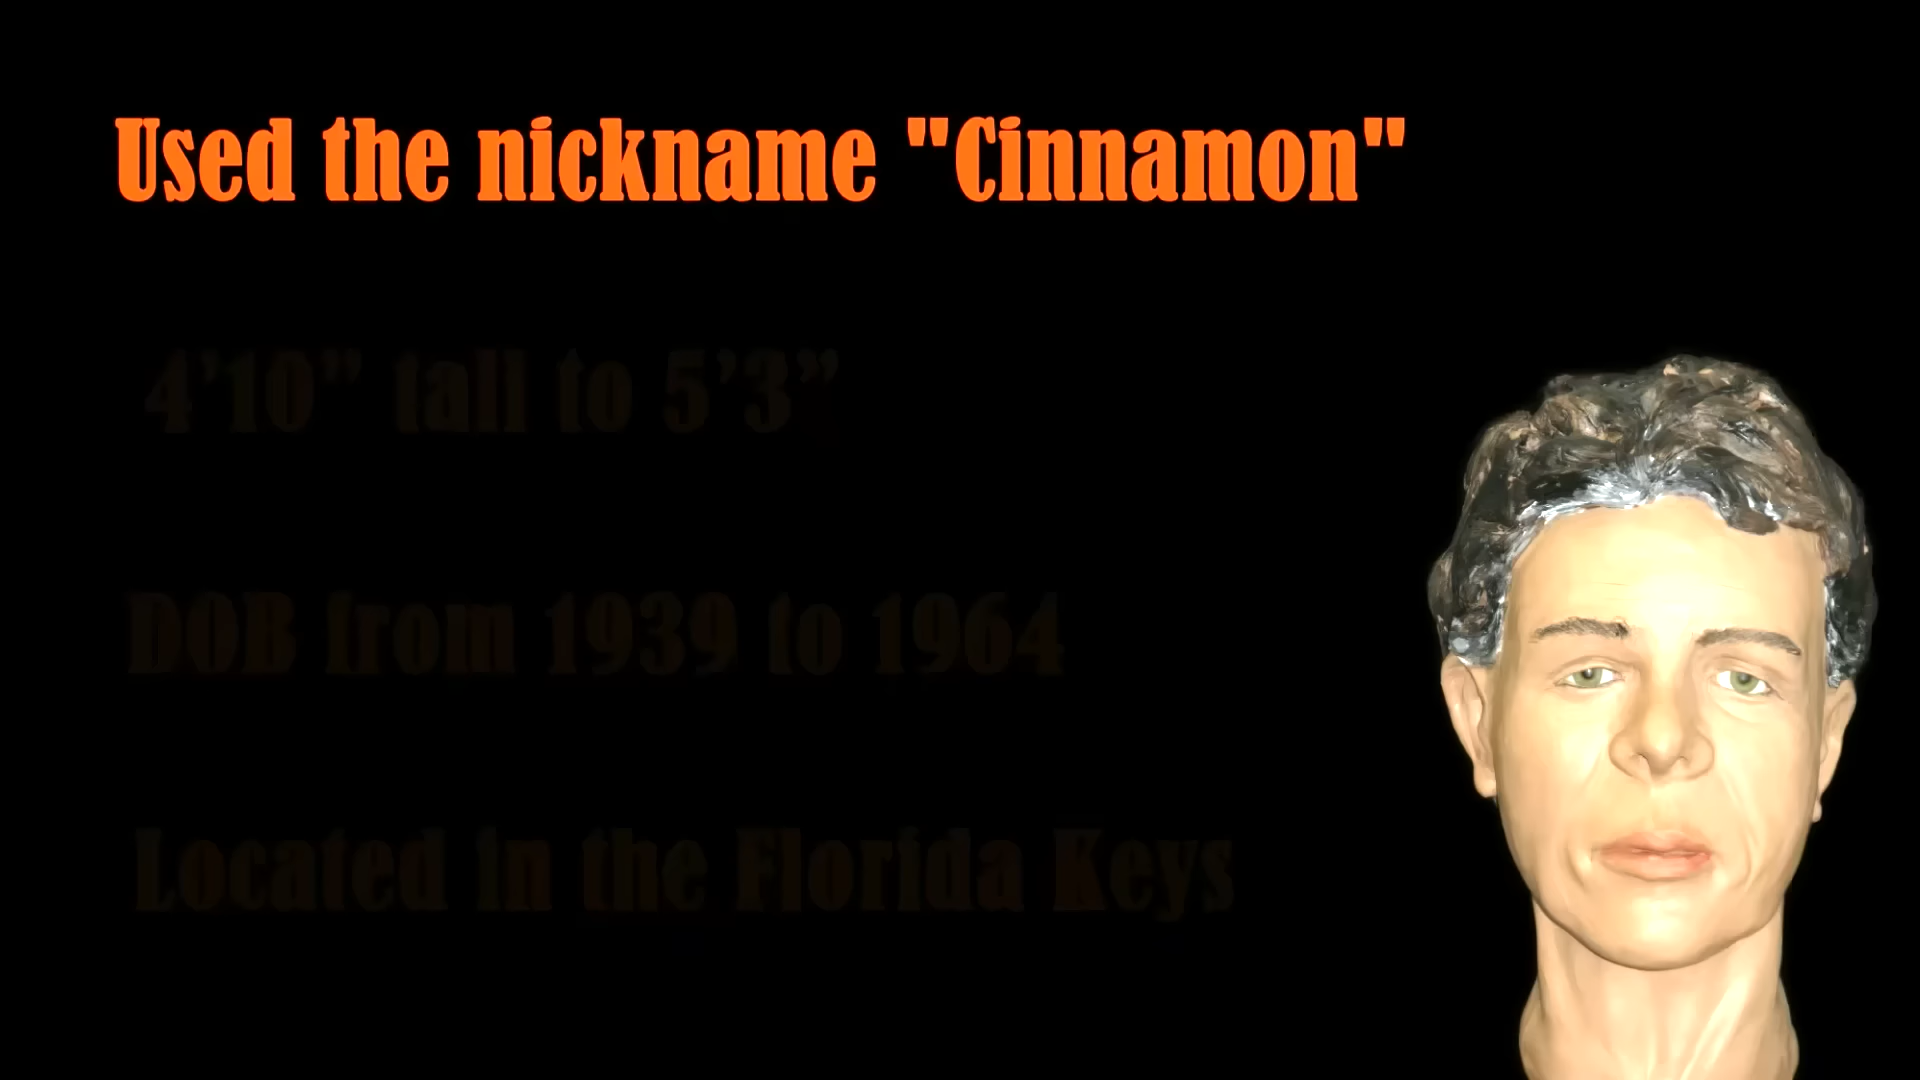 Used the nickname "Cinnamon"
4’10” tall to 5’3”
DOB from 1939 to 1964
Located in the Florida Keys